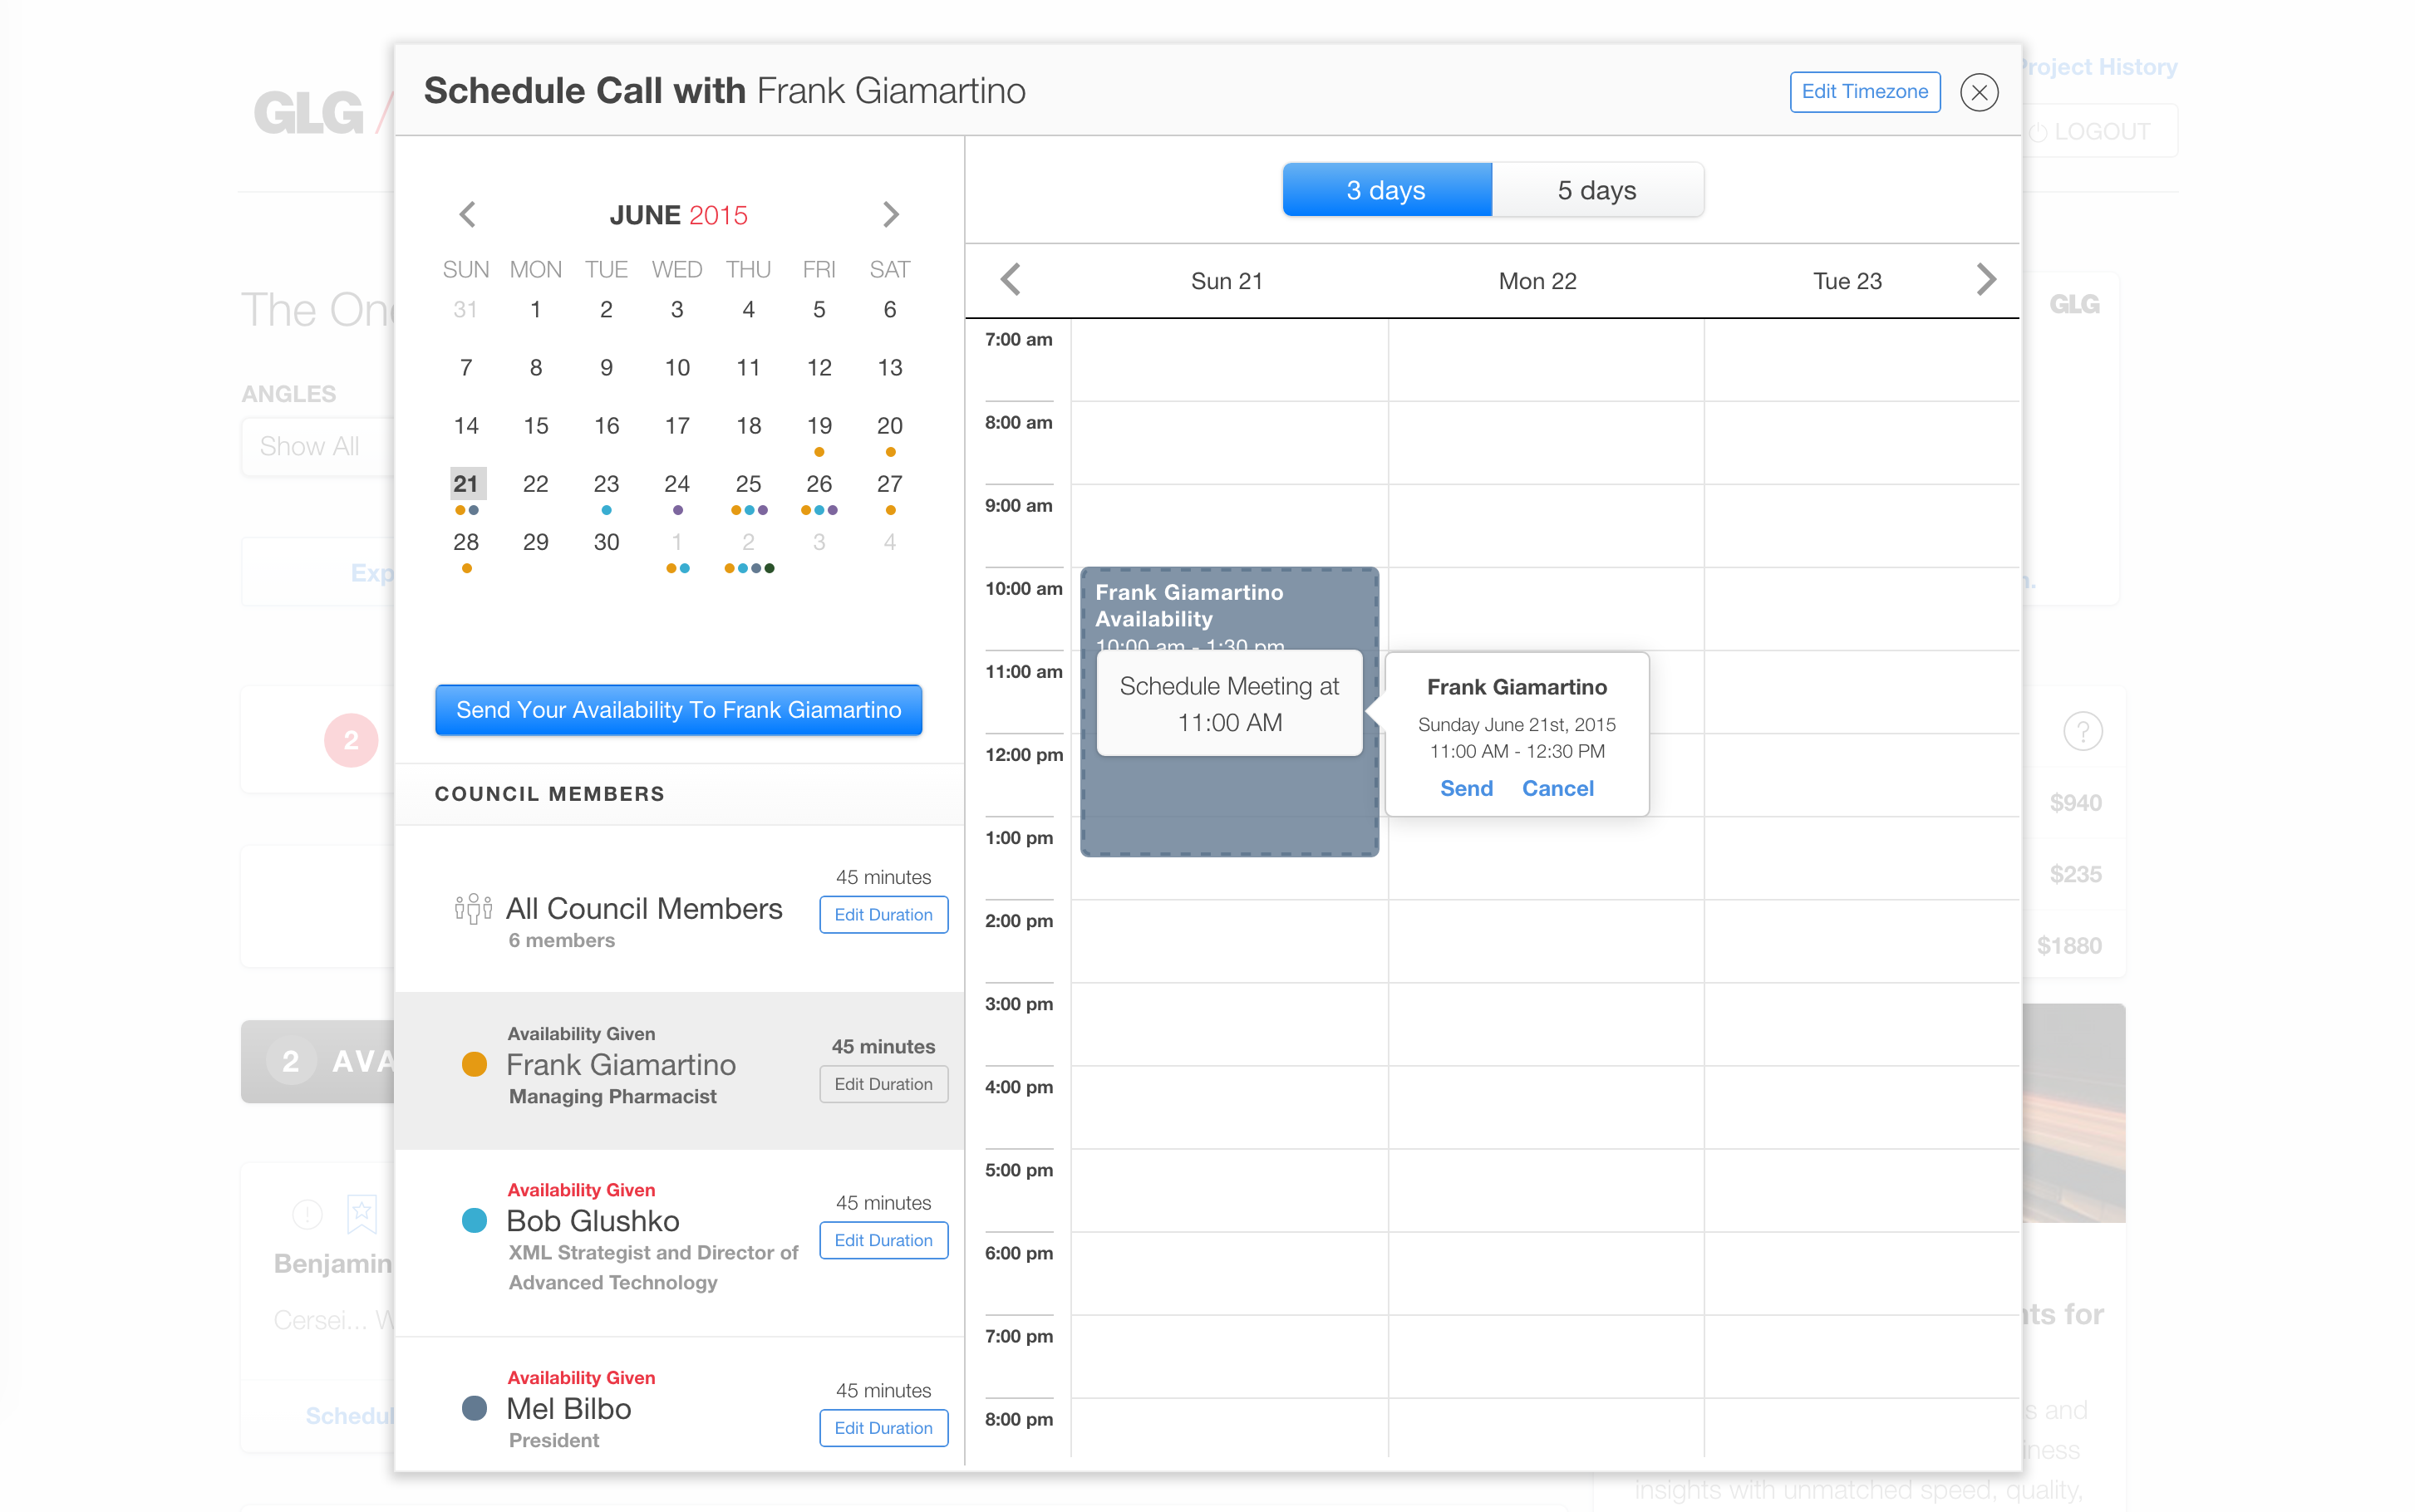 Project History
GLG
LOGOUT
The
ANGLES
Show All
2
2
Benjamin
Cersei...
GLG
?
$940
$235
$1880
for
and
insights with unmatched speed, quality,
Schedule Call with Frank Giamartino
Edit Timezone
JUNE 2015
SUN MON TUE WED THU FRI SAT
31 1 2 3 4 5 6
7 8 9 10 11 12 13
14 15 16 17 18 19 20
21 22 23 24 25 26 27
28 29 30 1 2 3 4
Send Your Availability To Frank Giamartino
COUNCIL MEMBERS
45 minutes
All Council Members
Edit Duration
6 members
Availability Given
45 minutes
Frank Giamartino
Edit Duration
Managing Pharmacist
Availability Given
45 minutes
Bob Glushko
Edit Duration
XML Strategist and Director of
Advanced Technology
Availability Given
45 minutes
Mel Bilbo
Edit Duration
President
3 days 5 days
Sun 21 Mon 22 Tue 23
7:00 am
8:00 am
9:00 am
10:00 am
11:00 am
12:00 pm
1:00 pm
2:00 pm
3:00 pm
4:00 pm
5:00 pm
6:00 pm
7:00 pm
8:00 pm
Frank Giamartino
Availability
10:00 am - 1:30 pm
Schedule Meeting at
11:00 AM
Frank Giamartino
Sunday June 21st, 2015
11:00 AM - 12:30 PM
Send Cancel